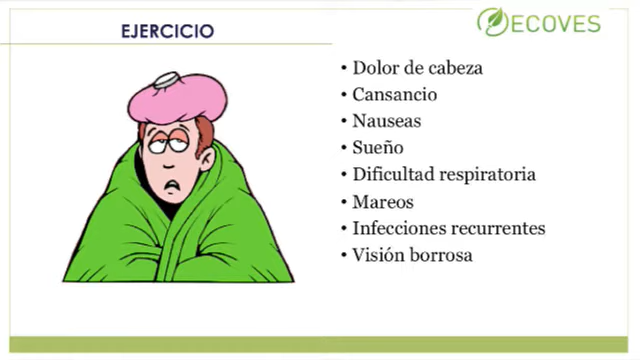 EJERCICIO
ECOVES
• Dolor de cabeza
• Cansancio
• Nauseas
• Sueño
• Dificultad respiratoria
• Mareos
• Infecciones recurrentes
• Visión borrosa